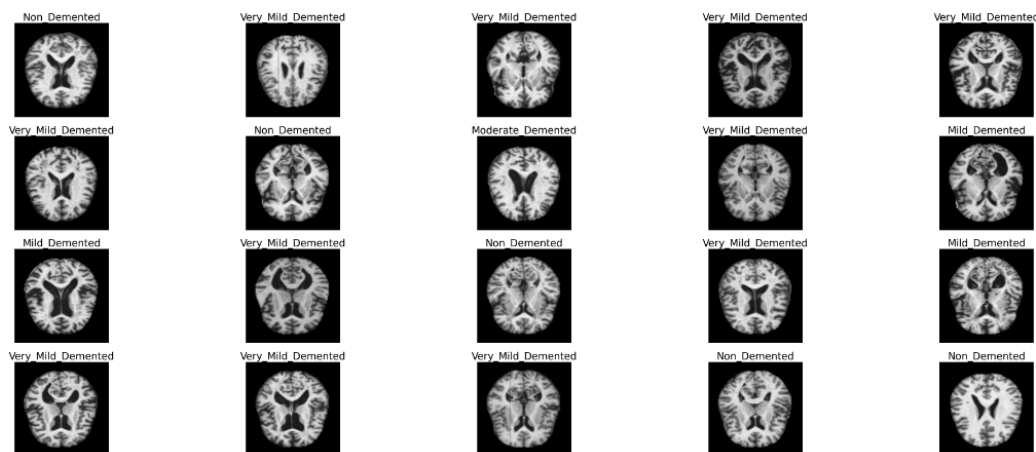 Non_Demented Very_Mild_Demented Very_Mild_Demented Very_Mild_Demented Very_Mild_Demented
Very_Mild_Demented Non_Demented Moderate_Demented Very_Mild_Demented Mild_Demented
Mild_Demented Very_Mild_Demented Non_Demented Very_Mild_Demented Mild_Demented
Very_Mild_Demented Very_Mild_Demented Very_Mild_Demented Non_Demented Non_Demented